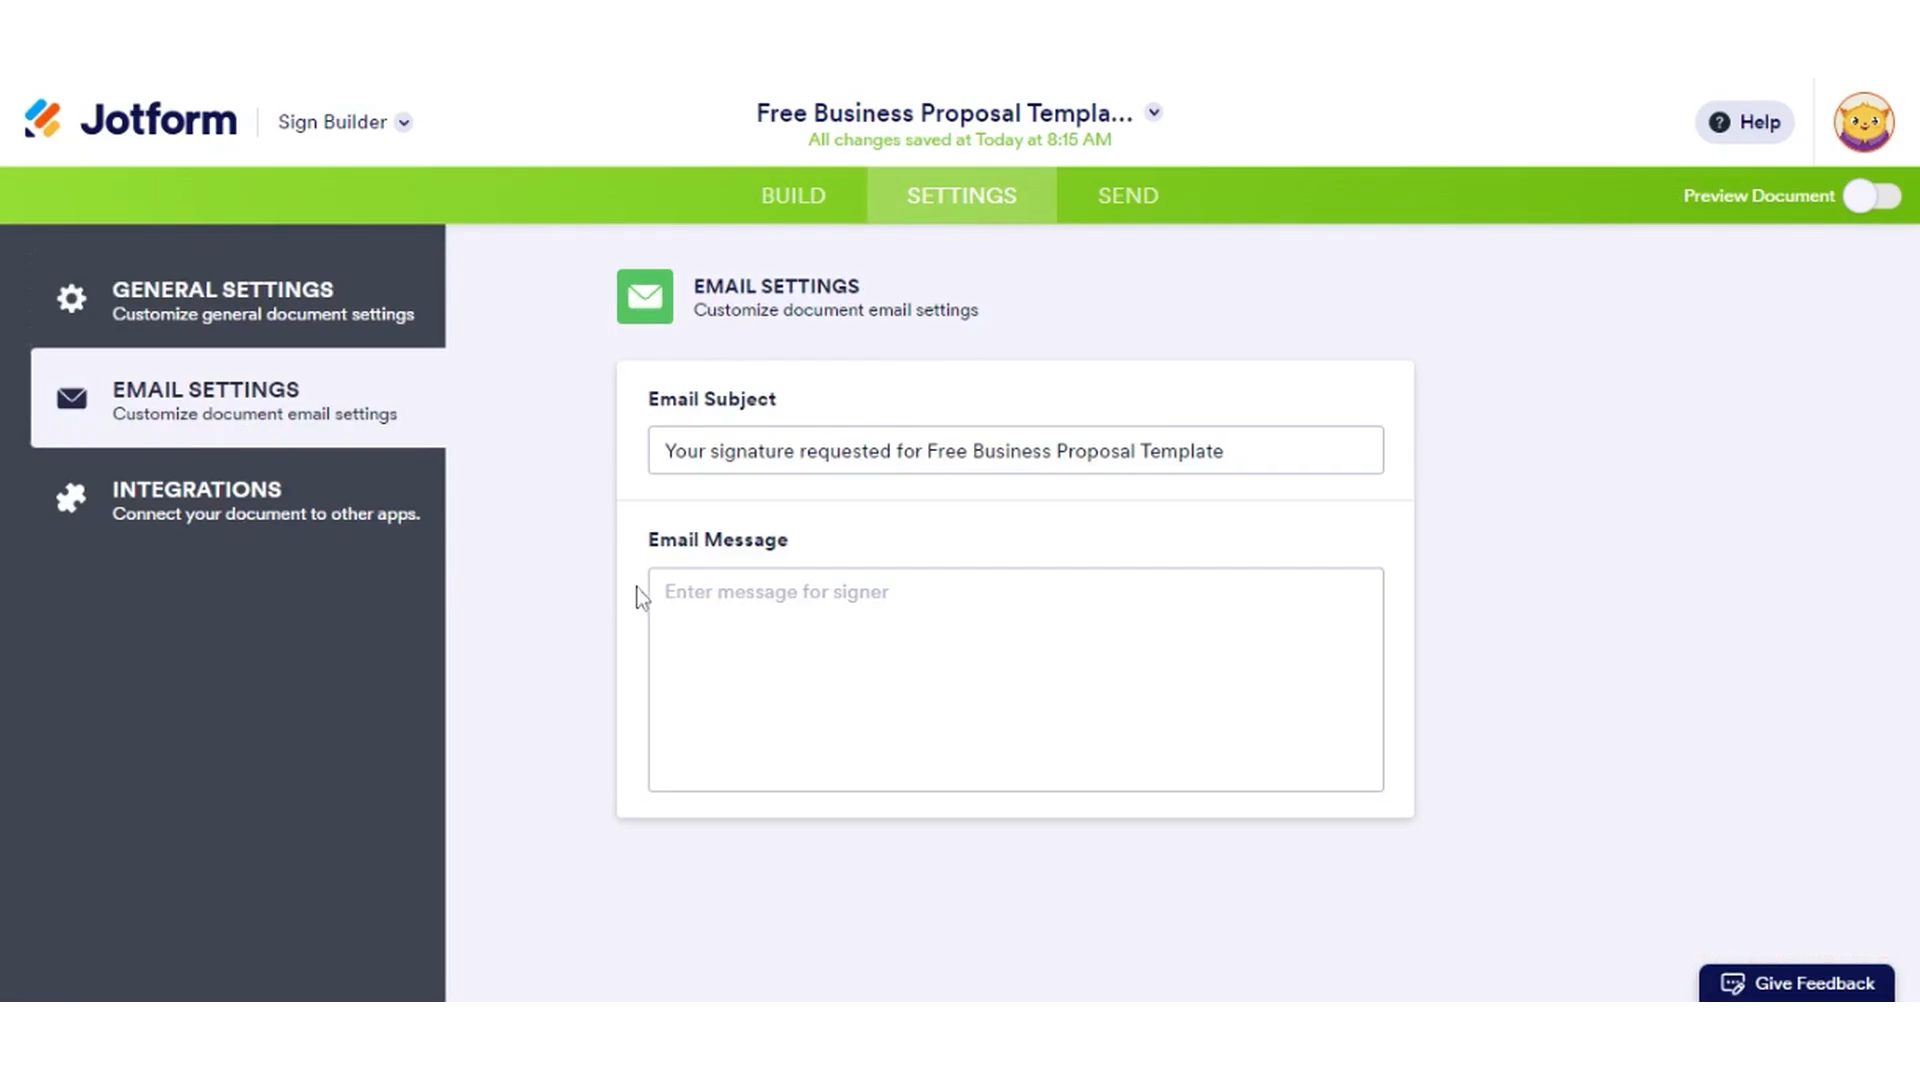 Jotform
Sign Builder
Free Business Proposal Templa...
All changes saved at Today at 8:15 AM
? Help
BUILD
SETTINGS
SEND
Preview Document
GENERAL SETTINGS
Customize general document settings
EMAIL SETTINGS
Customize document email settings
INTEGRATIONS
Connect your document to other apps.
EMAIL SETTINGS
Customize document email settings
Email Subject
Your signature requested for Free Business Proposal Template
Email Message
Enter message for signer
Give Feedback